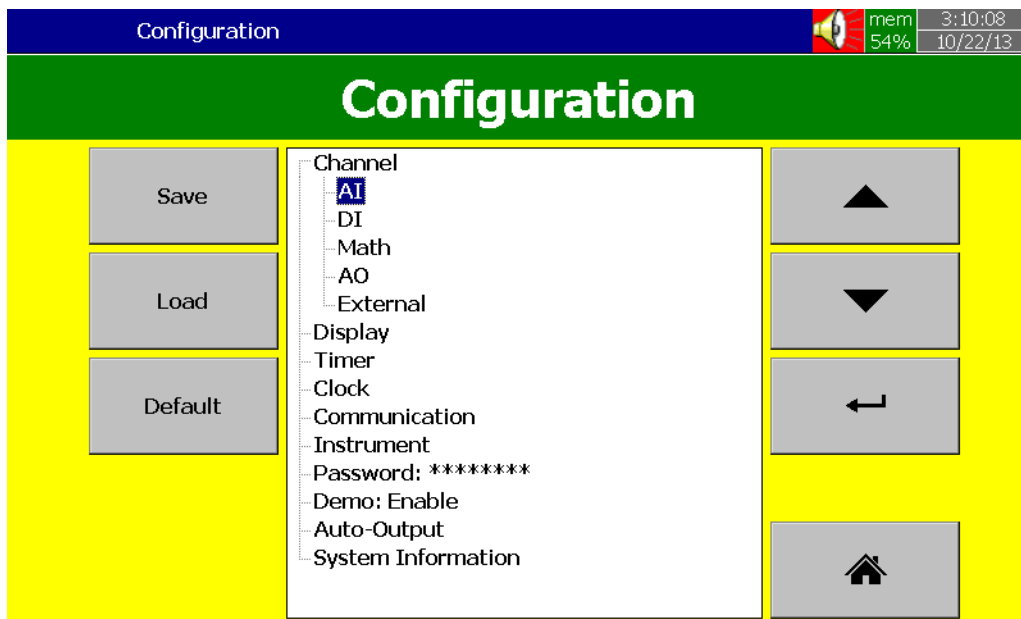 Configuration
mem 3:10:08
54% 10/22/13
Configuration
Save
Load
Default
Channel
AI
DI
Math
AO
External
Display
Timer
Clock
Communication
Instrument
Password: ********
Demo: Enable
Auto-Output
System Information